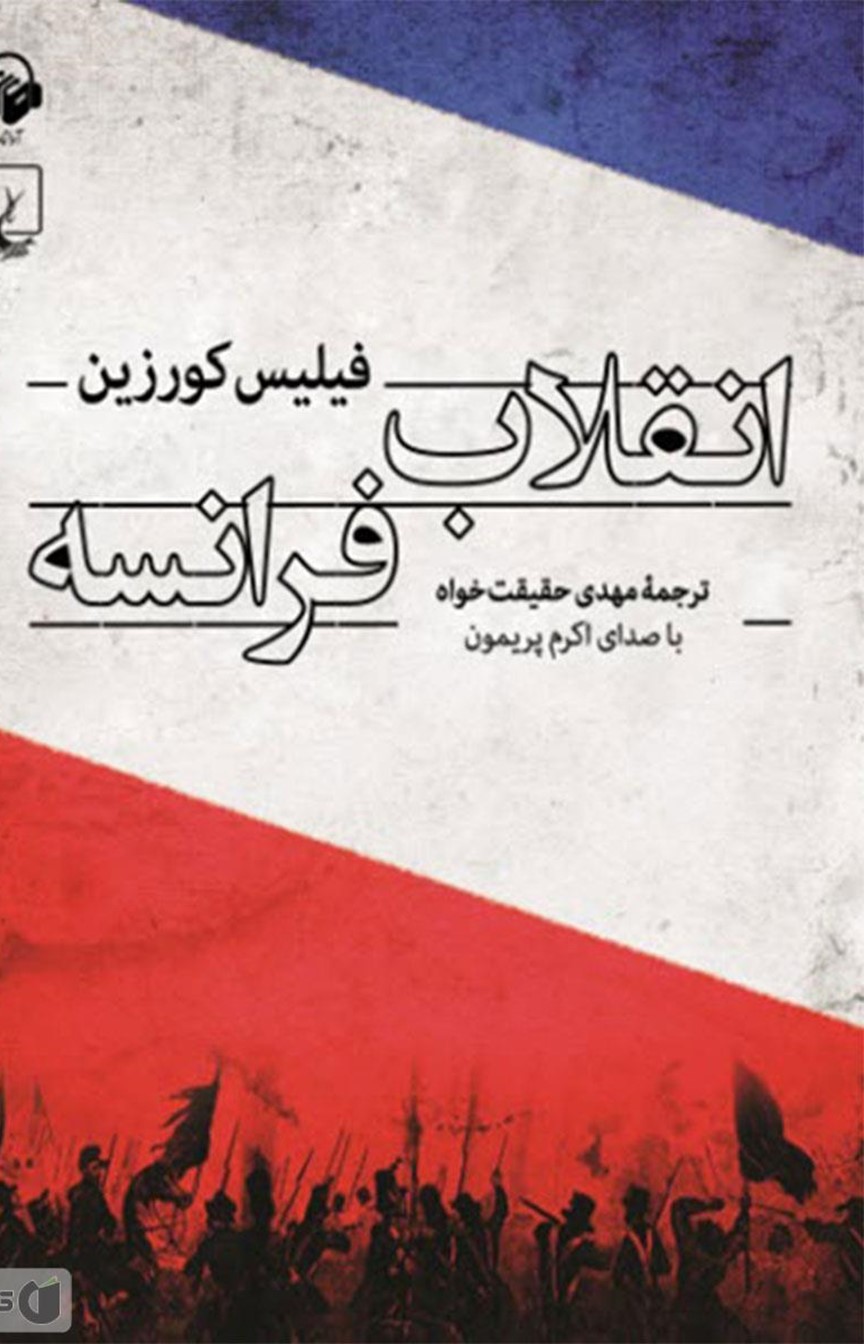 فیلیس کورزین
انقلاب
فرانسه
ترجمهٔ مهدی حقیقت‌خواه
با صدای اکرم پریمون